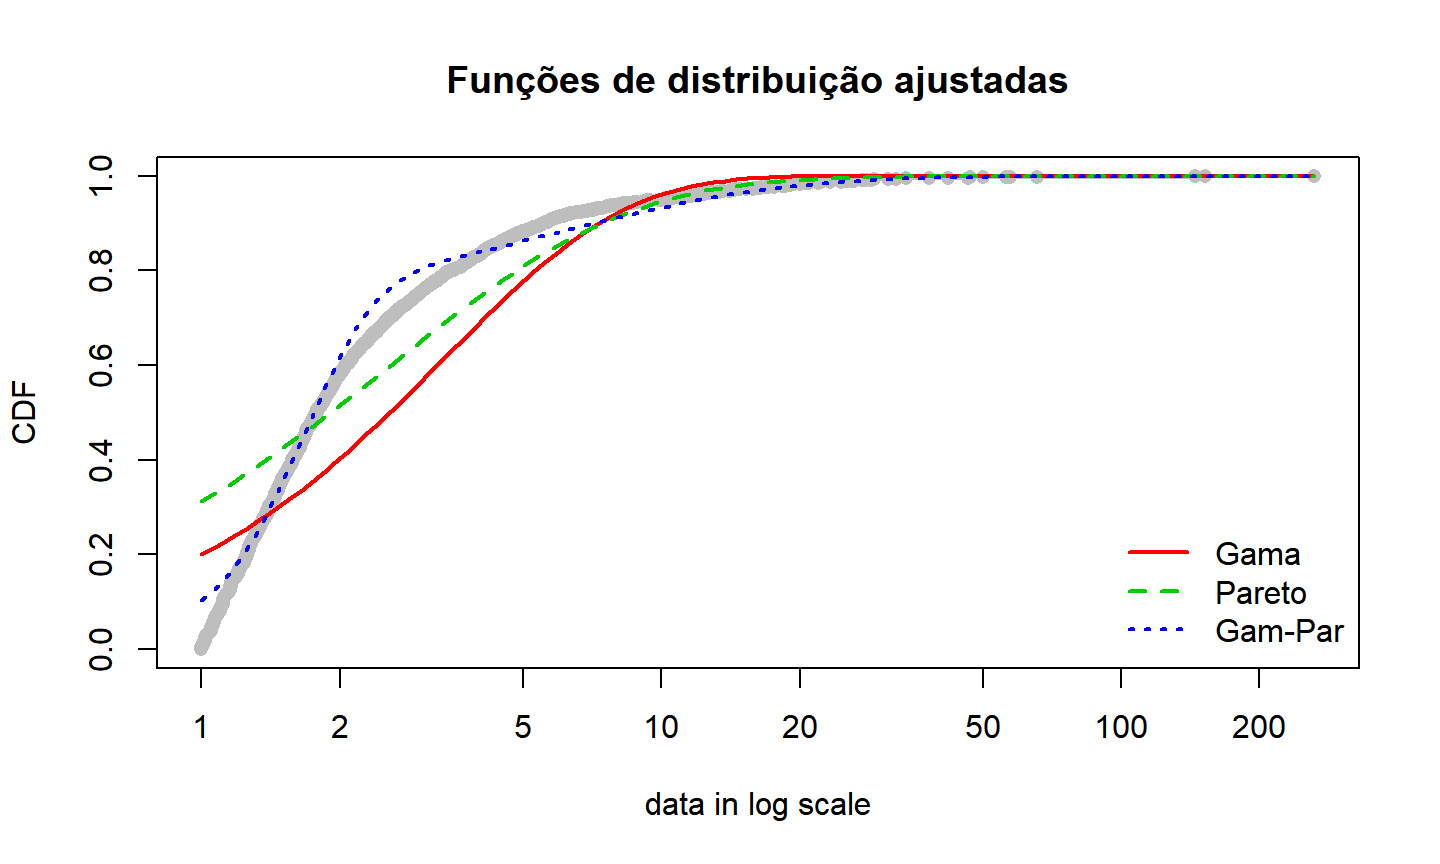 Funções de distribuição ajustadas
CDF
1.0
0.8
0.6
0.4
0.2
0.0
Gama
Pareto
Gam-Par
1 2 5 10 20 50 100 200
data in log scale